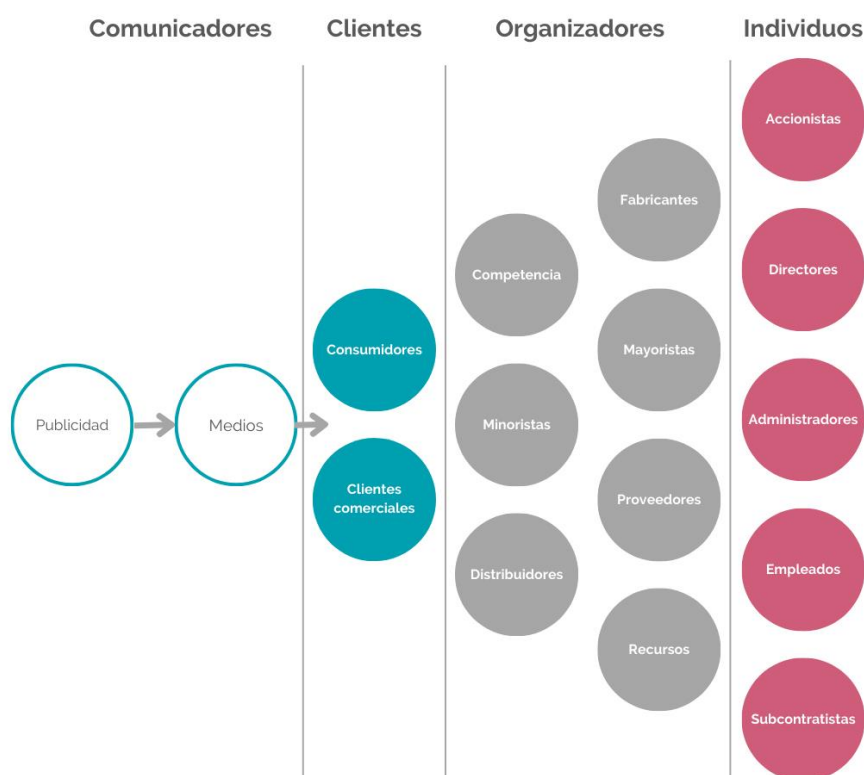 Comunicadores
Clientes
Organizadores
Individuos
Publicidad
Medios
Consumidores
Clientes
comerciales
Competencia
Minoristas
Distribuidores
Fabricantes
Mayoristas
Proveedores
Recursos
Accionistas
Directores
Administradores
Empleados
Subcontratistas